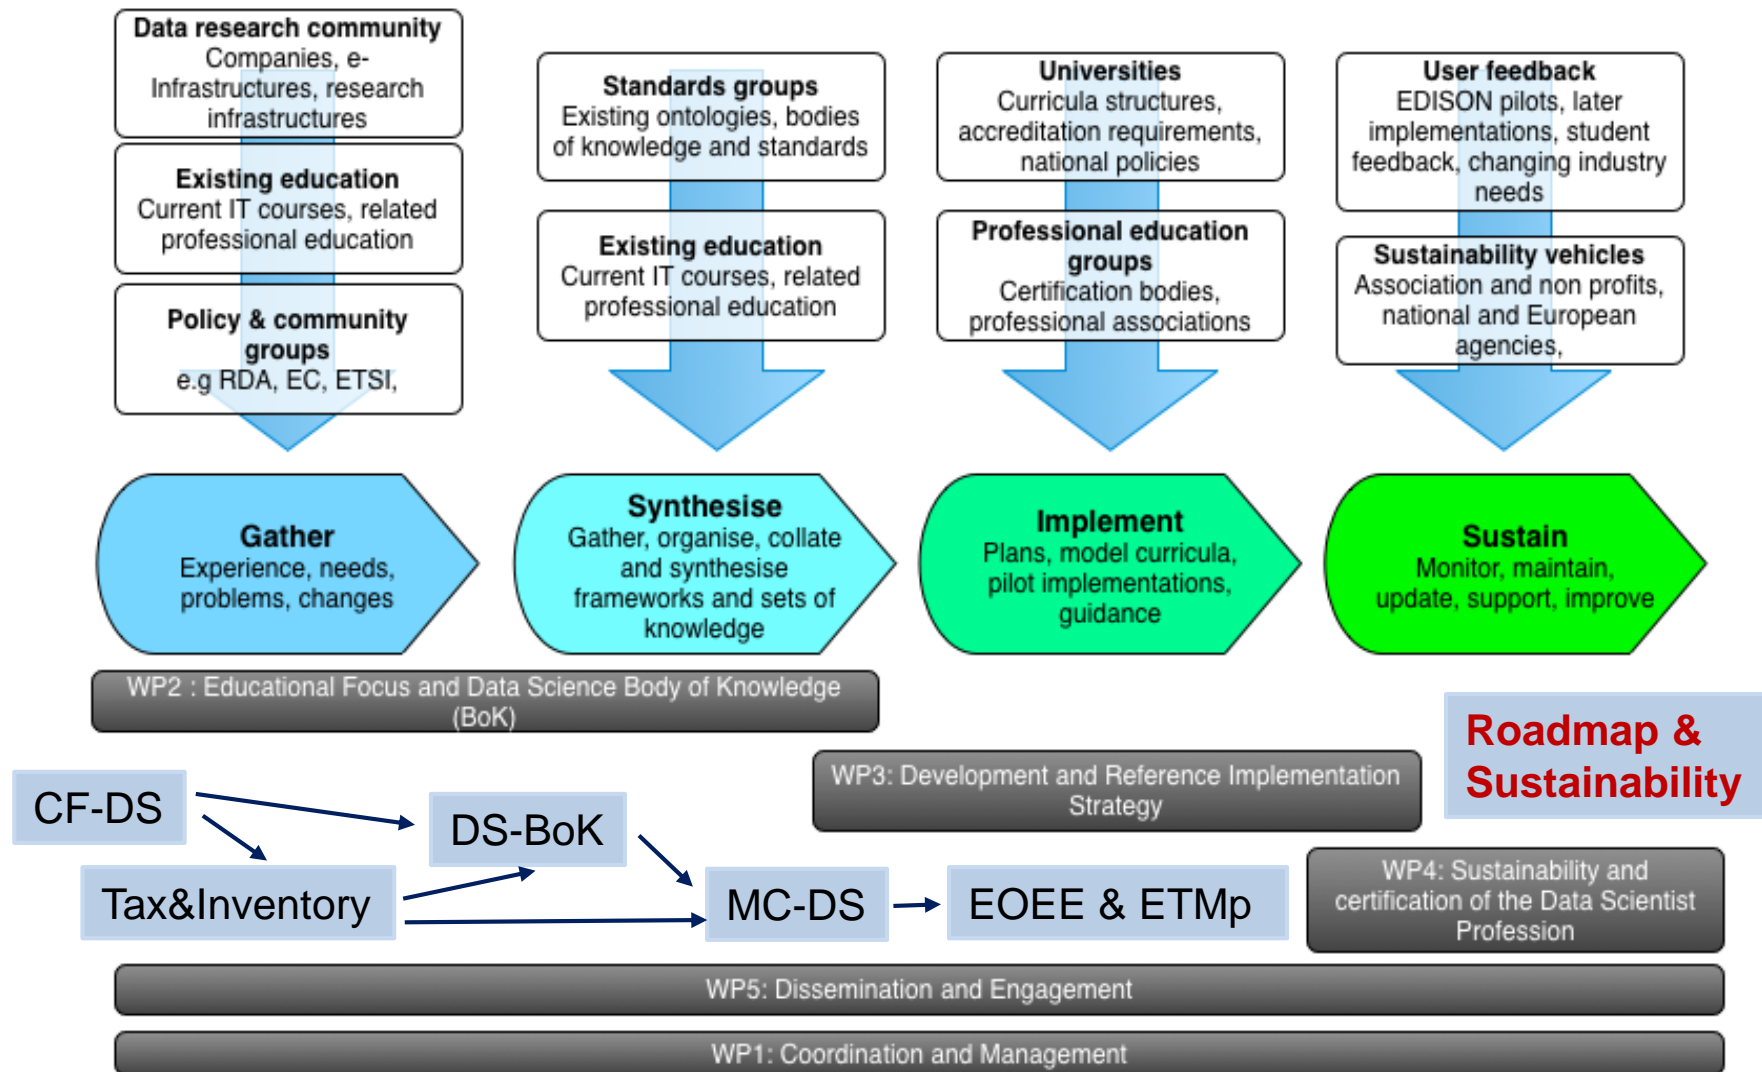 Data research community
Companies, e-
Infrastructures, research
infrastructures
Existing education
Current IT courses, related
professional education
Policy & community
groups
e.g RDA, EC, ETSI,
Standards groups
Existing ontologies, bodies
of knowledge and standards
Existing education
Current IT courses, related
professional education
Universities
Curricula structures,
accreditation requirements,
national policies
Professional education
groups
Certification bodies,
professional associations
User feedback
EDISON pilots, later
implementations, student
feedback, changing industry
needs
Sustainability vehicles
Association and non profits,
national and European
agencies,
Gather
Experience, needs,
problems, changes
Synthesise
Gather, organise, collate
and synthesise
frameworks and sets of
knowledge
Implement
Plans, model curricula,
pilot implementations,
guidance
Sustain
Monitor, maintain,
update, support, improve
WP2 : Educational Focus and Data Science Body of Knowledge
(BoK)
Roadmap &
Sustainability
WP3: Development and Reference Implementation
Strategy
CF-DS
DS-BoK
Tax&Inventory
MC-DS
EOEE & ETMp
WP4: Sustainability and
certification of the Data Scientist
Profession
WP5: Dissemination and Engagement
WP1: Coordination and Management